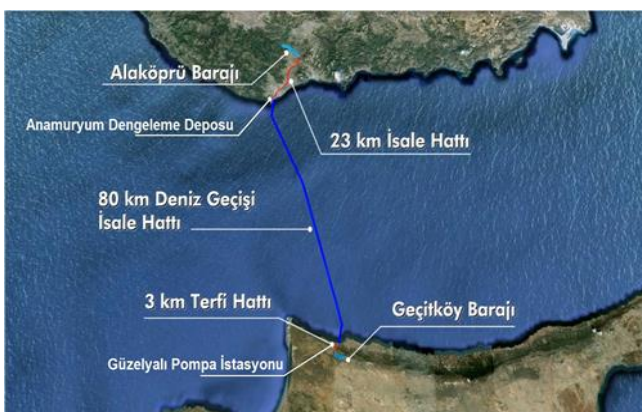 Alaköprü Barajı
Anamuryum Dengeleme Deposu
23 km İsale Hattı
80 km Deniz Geçişi
İsale Hattı
3 km Terfi Hattı
Geçitköy Barajı
Güzelyalı Pompa İstasyonu